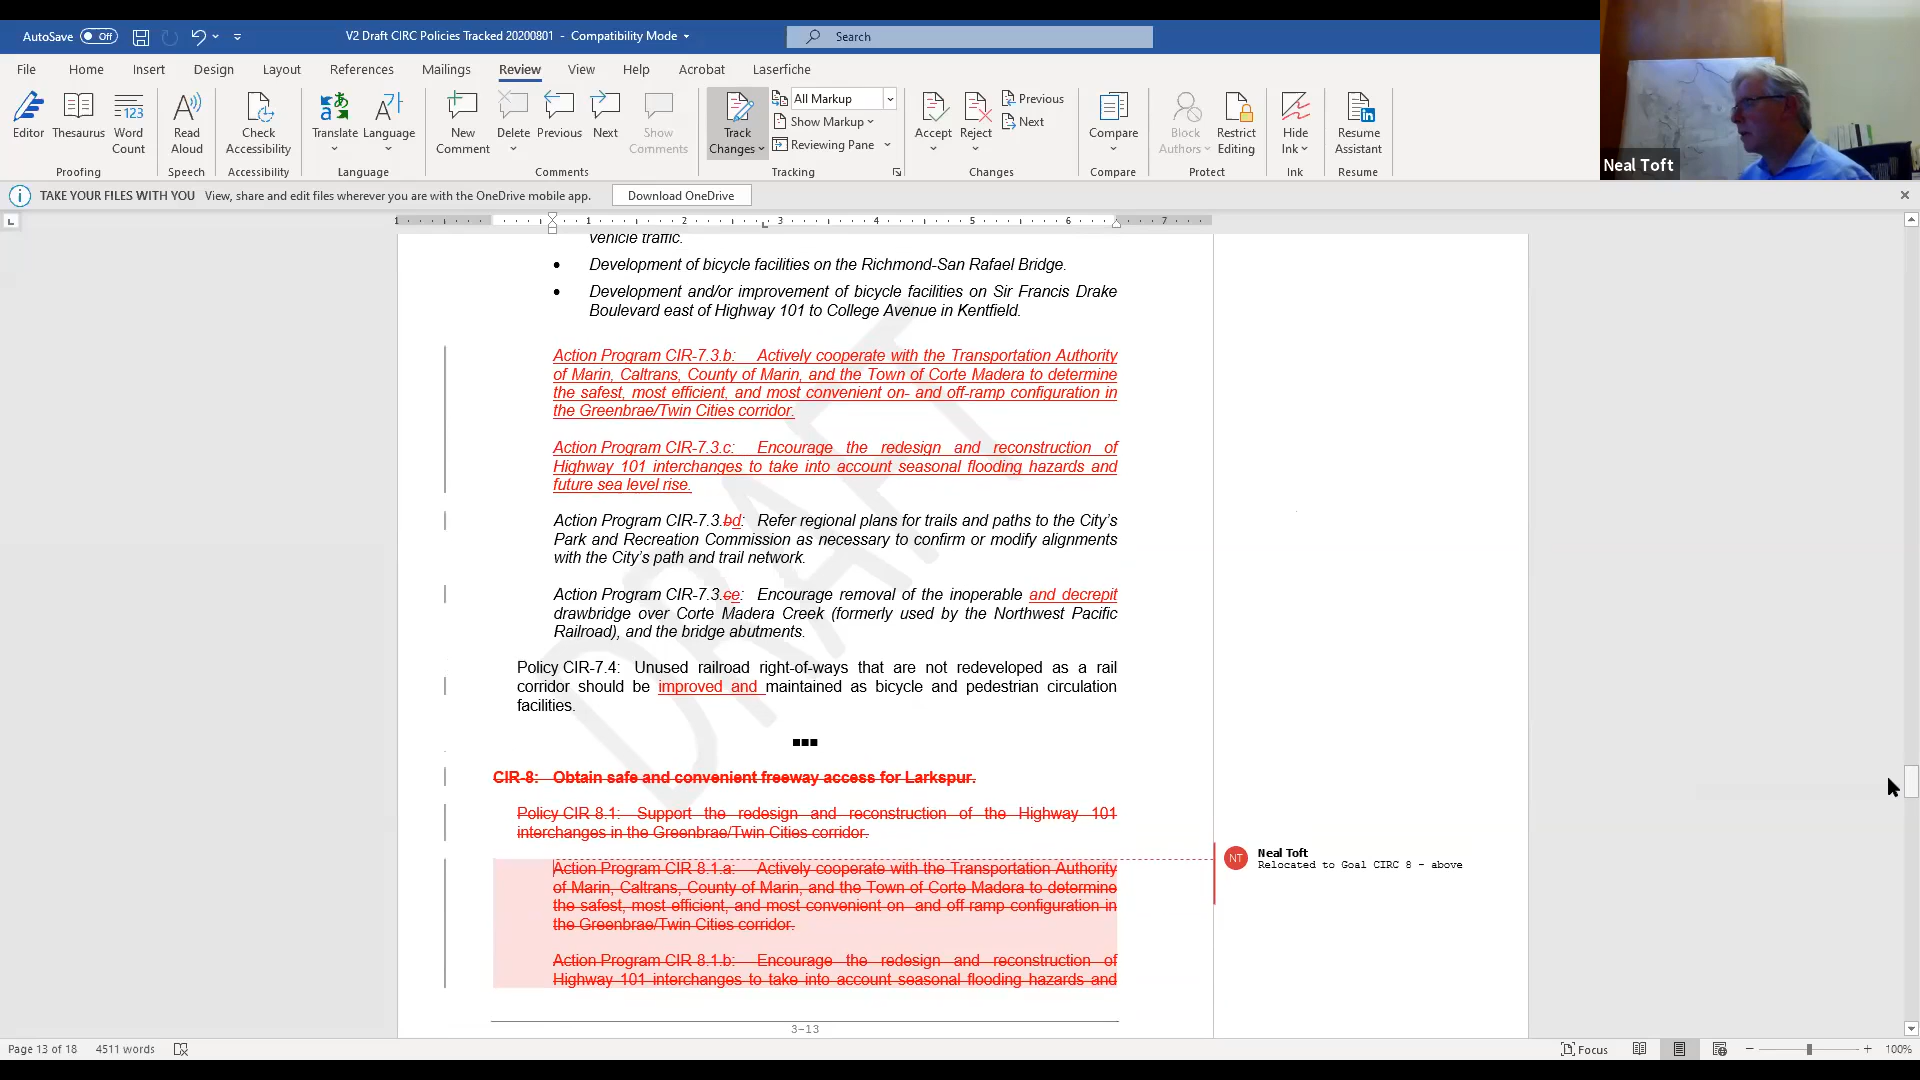 AutoSave Off V2 Draft CIRC Policies Tracked 20200801 - Compatibility Mode Search
File Home Insert Design Layout References Mailings Review View Help Acrobat Laserfiche
Editor Thesaurus Word Count Read Aloud Check Accessibility Translate Language New Comment Delete Previous Next Show Comments Track Changes All Markup Show Markup Reviewing Pane Accept Reject Previous Next Compare Block Authors Restrict Editing Hide Ink Resume Assistant
Proofing Speech Accessibility Language Comments Tracking Changes Compare Protect Ink Resume
Neal Toft
TAKE YOUR FILES WITH YOU View, share and edit files wherever you are with the OneDrive mobile app. Download OneDrive
1 1 2 3 4 5 6 7
vehicle traffic.
• Development of bicycle facilities on the Richmond-San Rafael Bridge.
• Development and/or improvement of bicycle facilities on Sir Francis Drake
Boulevard east of Highway 101 to College Avenue in Kentfield.
Action Program CIR-7.3.b: Actively cooperate with the Transportation Authority
of Marin, Caltrans, County of Marin, and the Town of Corte Madera to determine
the safest, most efficient, and most convenient on- and off-ramp configuration in
the Greenbrae/Twin Cities corridor.
Action Program CIR-7.3.c: Encourage the redesign and reconstruction of
Highway 101 interchanges to take into account seasonal flooding hazards and
future sea level rise.
Action Program CIR-7.3.bd: Refer regional plans for trails and paths to the City's
Park and Recreation Commission as necessary to confirm or modify alignments
with the City's path and trail network.
Action Program CIR-7.3.ce: Encourage removal of the inoperable and decrepit
drawbridge over Corte Madera Creek (formerly used by the Northwest Pacific
Railroad), and the bridge abutments.
Policy CIR-7.4: Unused railroad right-of-ways that are not redeveloped as a rail
corridor should be improved and maintained as bicycle and pedestrian circulation
facilities.
DRAFT
CIR-8: Obtain safe and convenient freeway access for Larkspur.
Policy CIR 8.1: Support the redesign and reconstruction of the Highway 101
interchanges in the Greenbrae/Twin Cities corridor.
Action Program CIR 8.1.a: Actively cooperate with the Transportation Authority
of Marin, Caltrans, County of Marin, and the Town of Corte Madera to determine
the safest, most efficient, and most convenient on- and off ramp configuration in
the Greenbrae/Twin Cities corridor.
Action Program CIR 8.1.b: Encourage the redesign and reconstruction of
Highway 101 interchanges to take into account seasonal flooding hazards and
NT Neal Toft
Relocated to Goal CIRC 8 - above
3-13
Page 13 of 18 4511 words Focus 100%